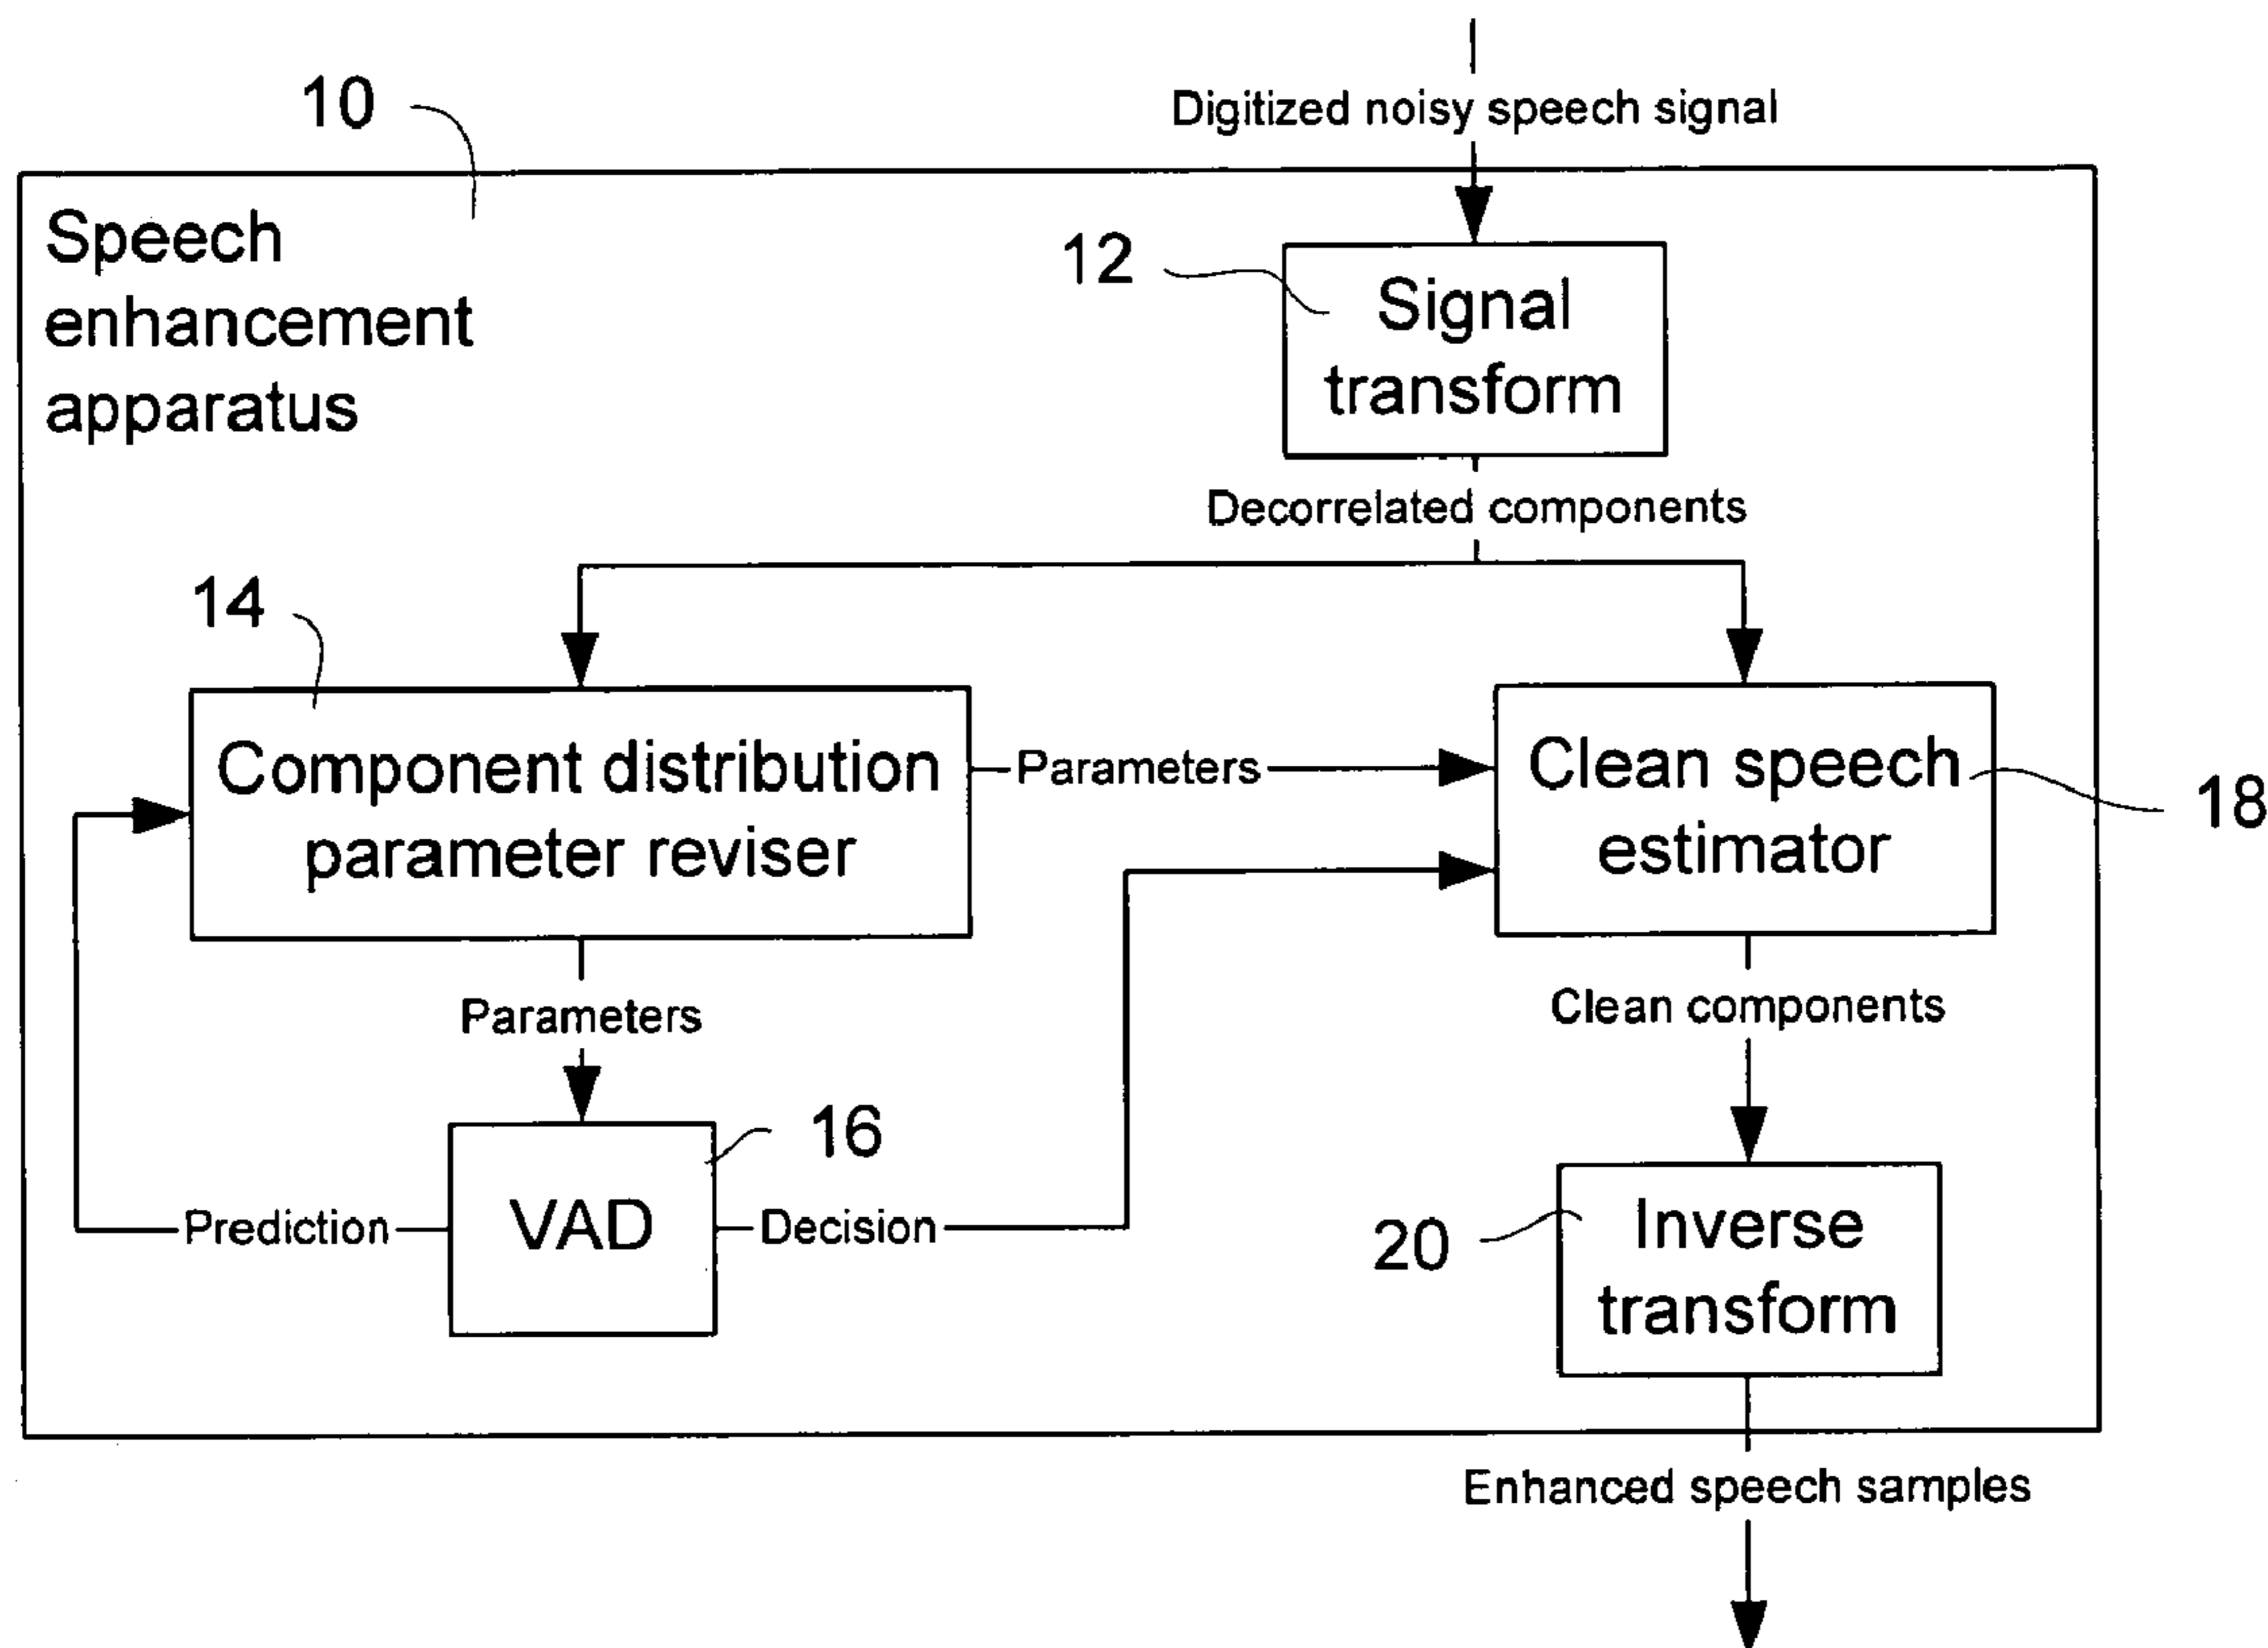 10
Digitized noisy speech signal
Speech
enhancement
apparatus
12
Signal
transform
Decorrelated components
14
Component distribution
parameter reviser
Parameters
Clean speech
estimator
18
Parameters
Clean components
16
VAD
Prediction
Decision
20
Inverse
transform
Enhanced speech samples